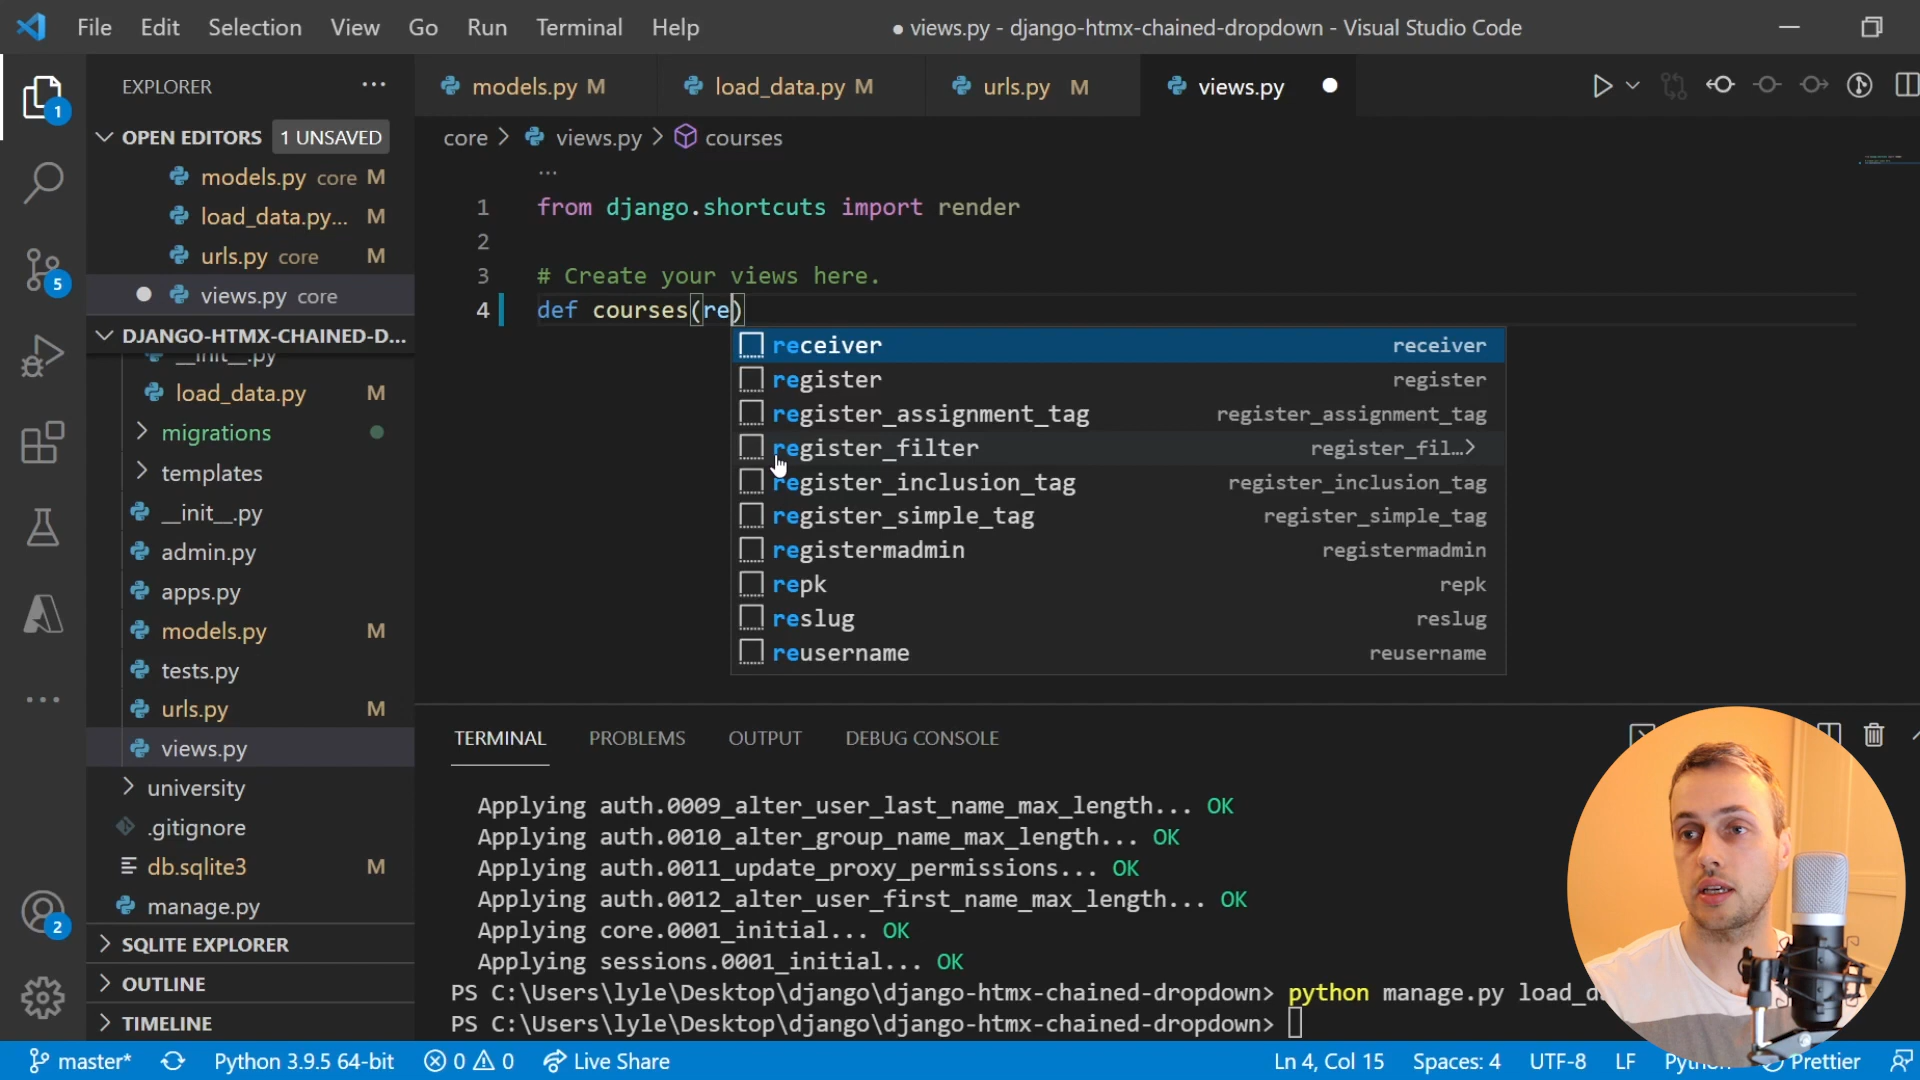 File Edit Selection View Go Run Terminal Help
● views.py - django-htmx-chained-dropdown - Visual Studio Code
EXPLORER ...
OPEN EDITORS 1 UNSAVED
models.py core M
load_data.py... M
urls.py core M
views.py core
DJANGO-HTMX-CHAINED-D...
__init__.py
load_data.py M
migrations
templates
__init__.py
admin.py
apps.py
models.py M
tests.py
urls.py M
views.py
university
.gitignore
db.sqlite3 M
manage.py
SQLITE EXPLORER
OUTLINE
TIMELINE
1
5
2
models.py M load_data.py M urls.py M views.py
core > views.py > courses
...
1 from django.shortcuts import render
2
3 # Create your views here.
4 def courses(re)
receiver receiver
register register
register_assignment_tag register_assignment_tag
register_filter register_fil...>
register_inclusion_tag register_inclusion_tag
register_simple_tag register_simple_tag
registermadmin registermadmin
repk repk
reslug reslug
reusername reusername
TERMINAL PROBLEMS OUTPUT DEBUG CONSOLE
Applying auth.0009_alter_user_last_name_max_length... OK
Applying auth.0010_alter_group_name_max_length... OK
Applying auth.0011_update_proxy_permissions... OK
Applying auth.0012_alter_user_first_name_max_length... OK
Applying core.0001_initial... OK
Applying sessions.0001_initial... OK
PS C:\Users\lyle\Desktop\django\django-htmx-chained-dropdown> python manage.py load_d
PS C:\Users\lyle\Desktop\django\django-htmx-chained-dropdown>
master* Python 3.9.5 64-bit 0 0 Live Share Ln 4, Col 15 Spaces: 4 UTF-8 LF Prettier